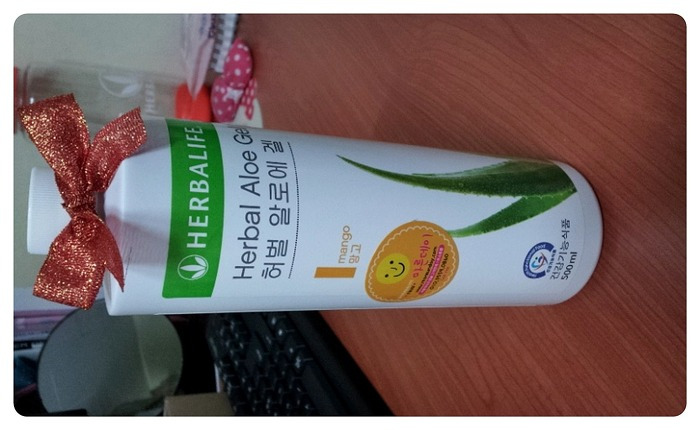 HERBALIFE
Herbal Aloe Gel
허벌 알로에 겔
mango
망고
건강기능식품
500ml